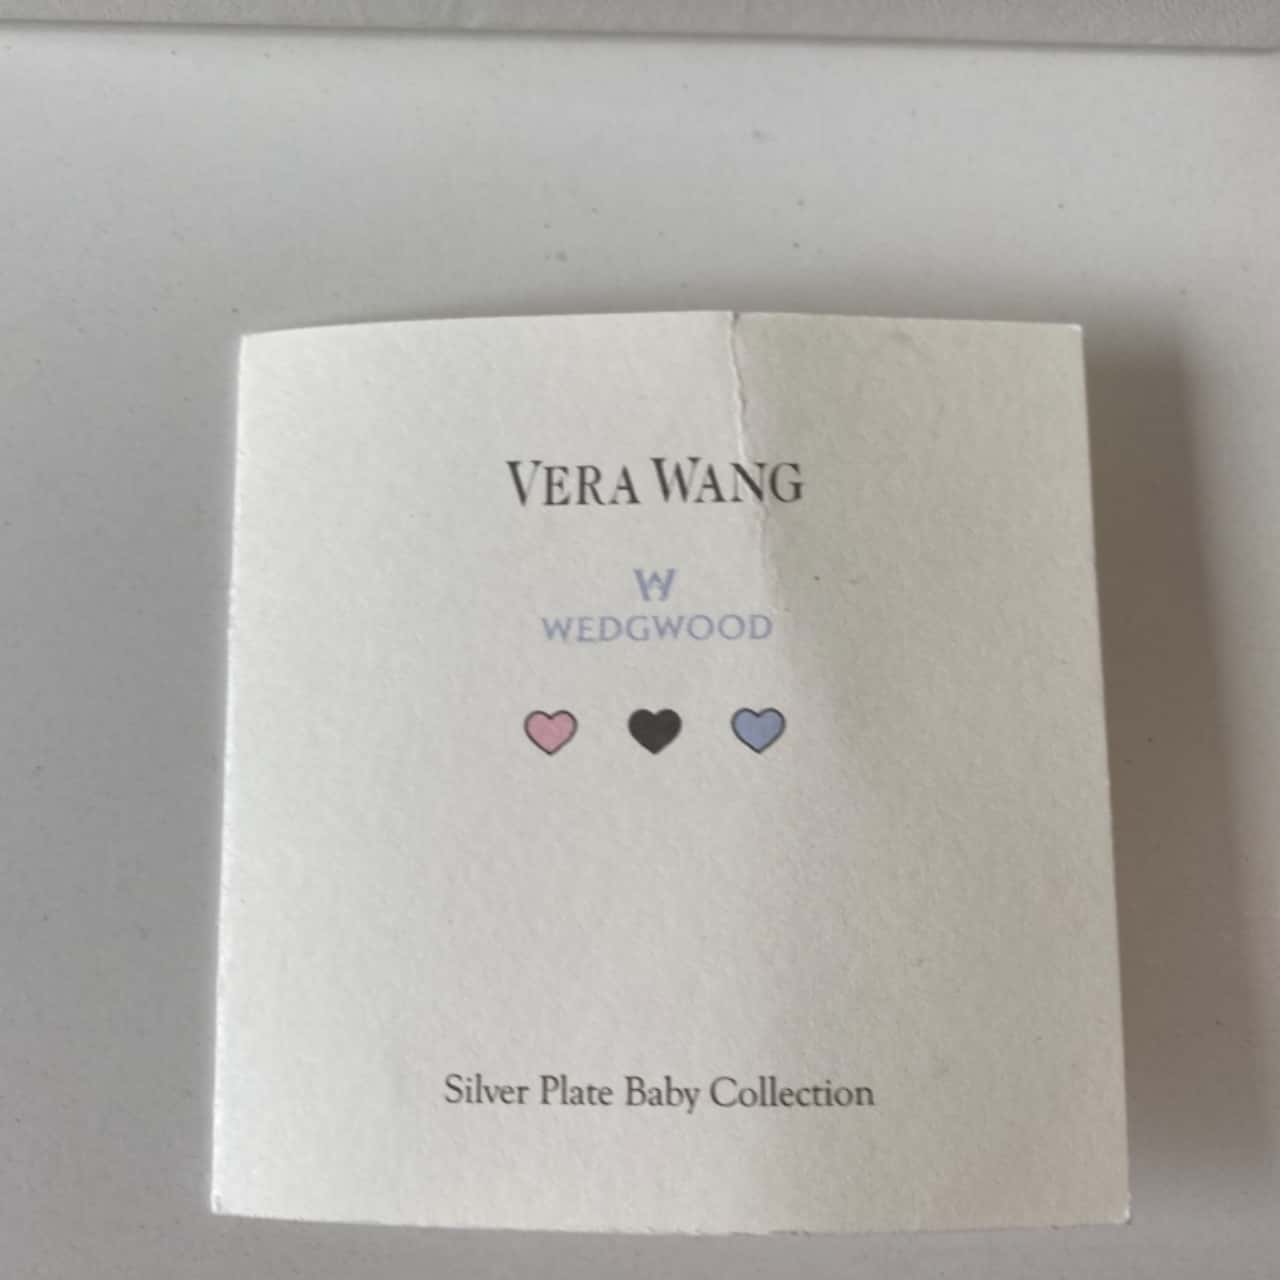 VERA WANG
W
WEDGWOOD
Silver Plate Baby Collection